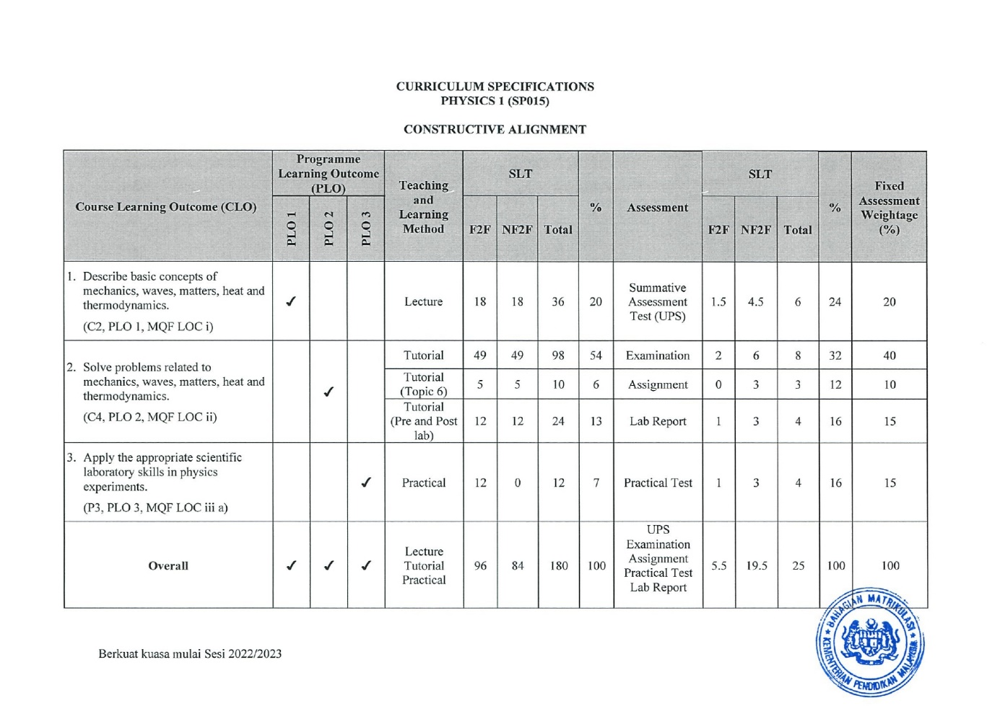 CURRICULUM SPECIFICATIONS
PHYSICS 1 (SP015)
CONSTRUCTIVE ALIGNMENT
Course Learning Outcome (CLO)
Programme
Learning Outcome
(PLO)
PLO 1
PLO 2
PLO 3
Teaching
and
Learning
Method
SLT
F2F NF2F Total
%
Assessment
SLT
F2F NF2F Total
%
Fixed
Assessment
Weightage
(%)
1. Describe basic concepts of
mechanics, waves, matters, heat and
thermodynamics.
(C2, PLO 1, MQF LOC i)
✓
Lecture
18 18 36 20
Summative
Assessment
Test (UPS)
1.5 4.5 6 24 20
2. Solve problems related to
mechanics, waves, matters, heat and
thermodynamics.
(C4, PLO 2, MQF LOC ii)
✓
Tutorial 49 49 98 54 Examination 2 6 8 32 40
Tutorial
(Topic 6)
5 5 10 6 Assignment 0 3 3 12 10
Tutorial
(Pre and Post
lab)
12 12 24 13 Lab Report 1 3 4 16 15
3. Apply the appropriate scientific
laboratory skills in physics
experiments.
(P3, PLO 3, MQF LOC iii a)
✓
Practical 12 0 12 7 Practical Test 1 3 4 16 15
Overall
✓ ✓ ✓
Lecture
Tutorial
Practical
96 84 180 100
UPS
Examination
Assignment
Practical Test
Lab Report
5.5 19.5 25 100 100
BAHAGIAN MATRIKULASI
KEMENTERIAN PENDIDIKAN MALAYSIA
Berkuat kuasa mulai Sesi 2022/2023